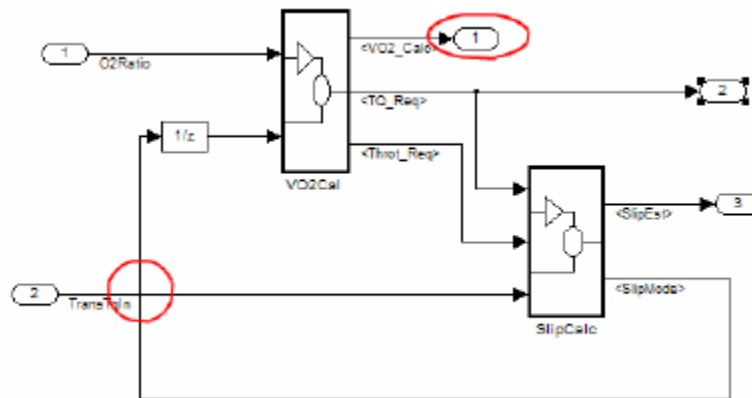 1
O2Ratio
1/z
<VO2_Calc>
1
<TQ_Req>
2
<Throt_Req>
VO2Cal
<SlipEst>
3
2
TransTqIn
<SlipMode>
SlipCalc